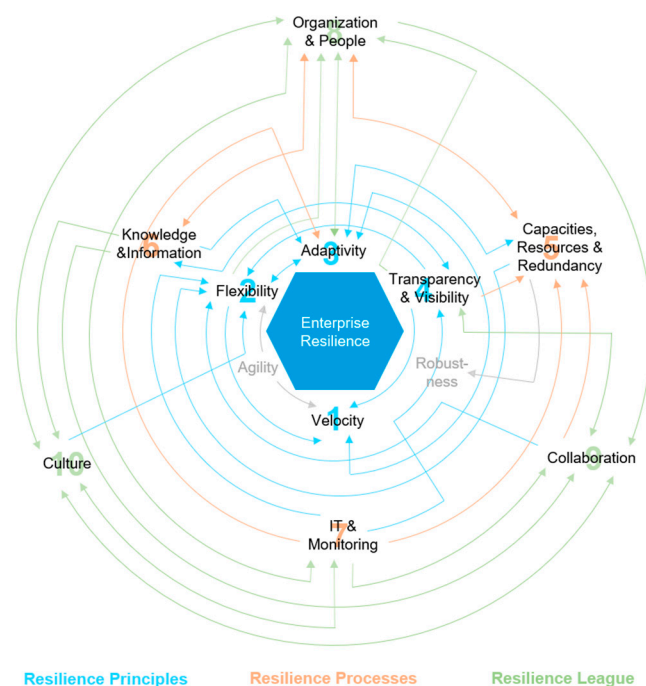 8
Organization
& People
6
Knowledge
&Information
5
Capacities,
Resources &
Redundancy
3
Adaptivity
2
Flexibility
4
Transparency
& Visibility
Enterprise
Resilience
Agility
Robust-
ness
1
Velocity
10
Culture
9
Collaboration
7
IT &
Monitoring
Resilience Principles
Resilience Processes
Resilience League